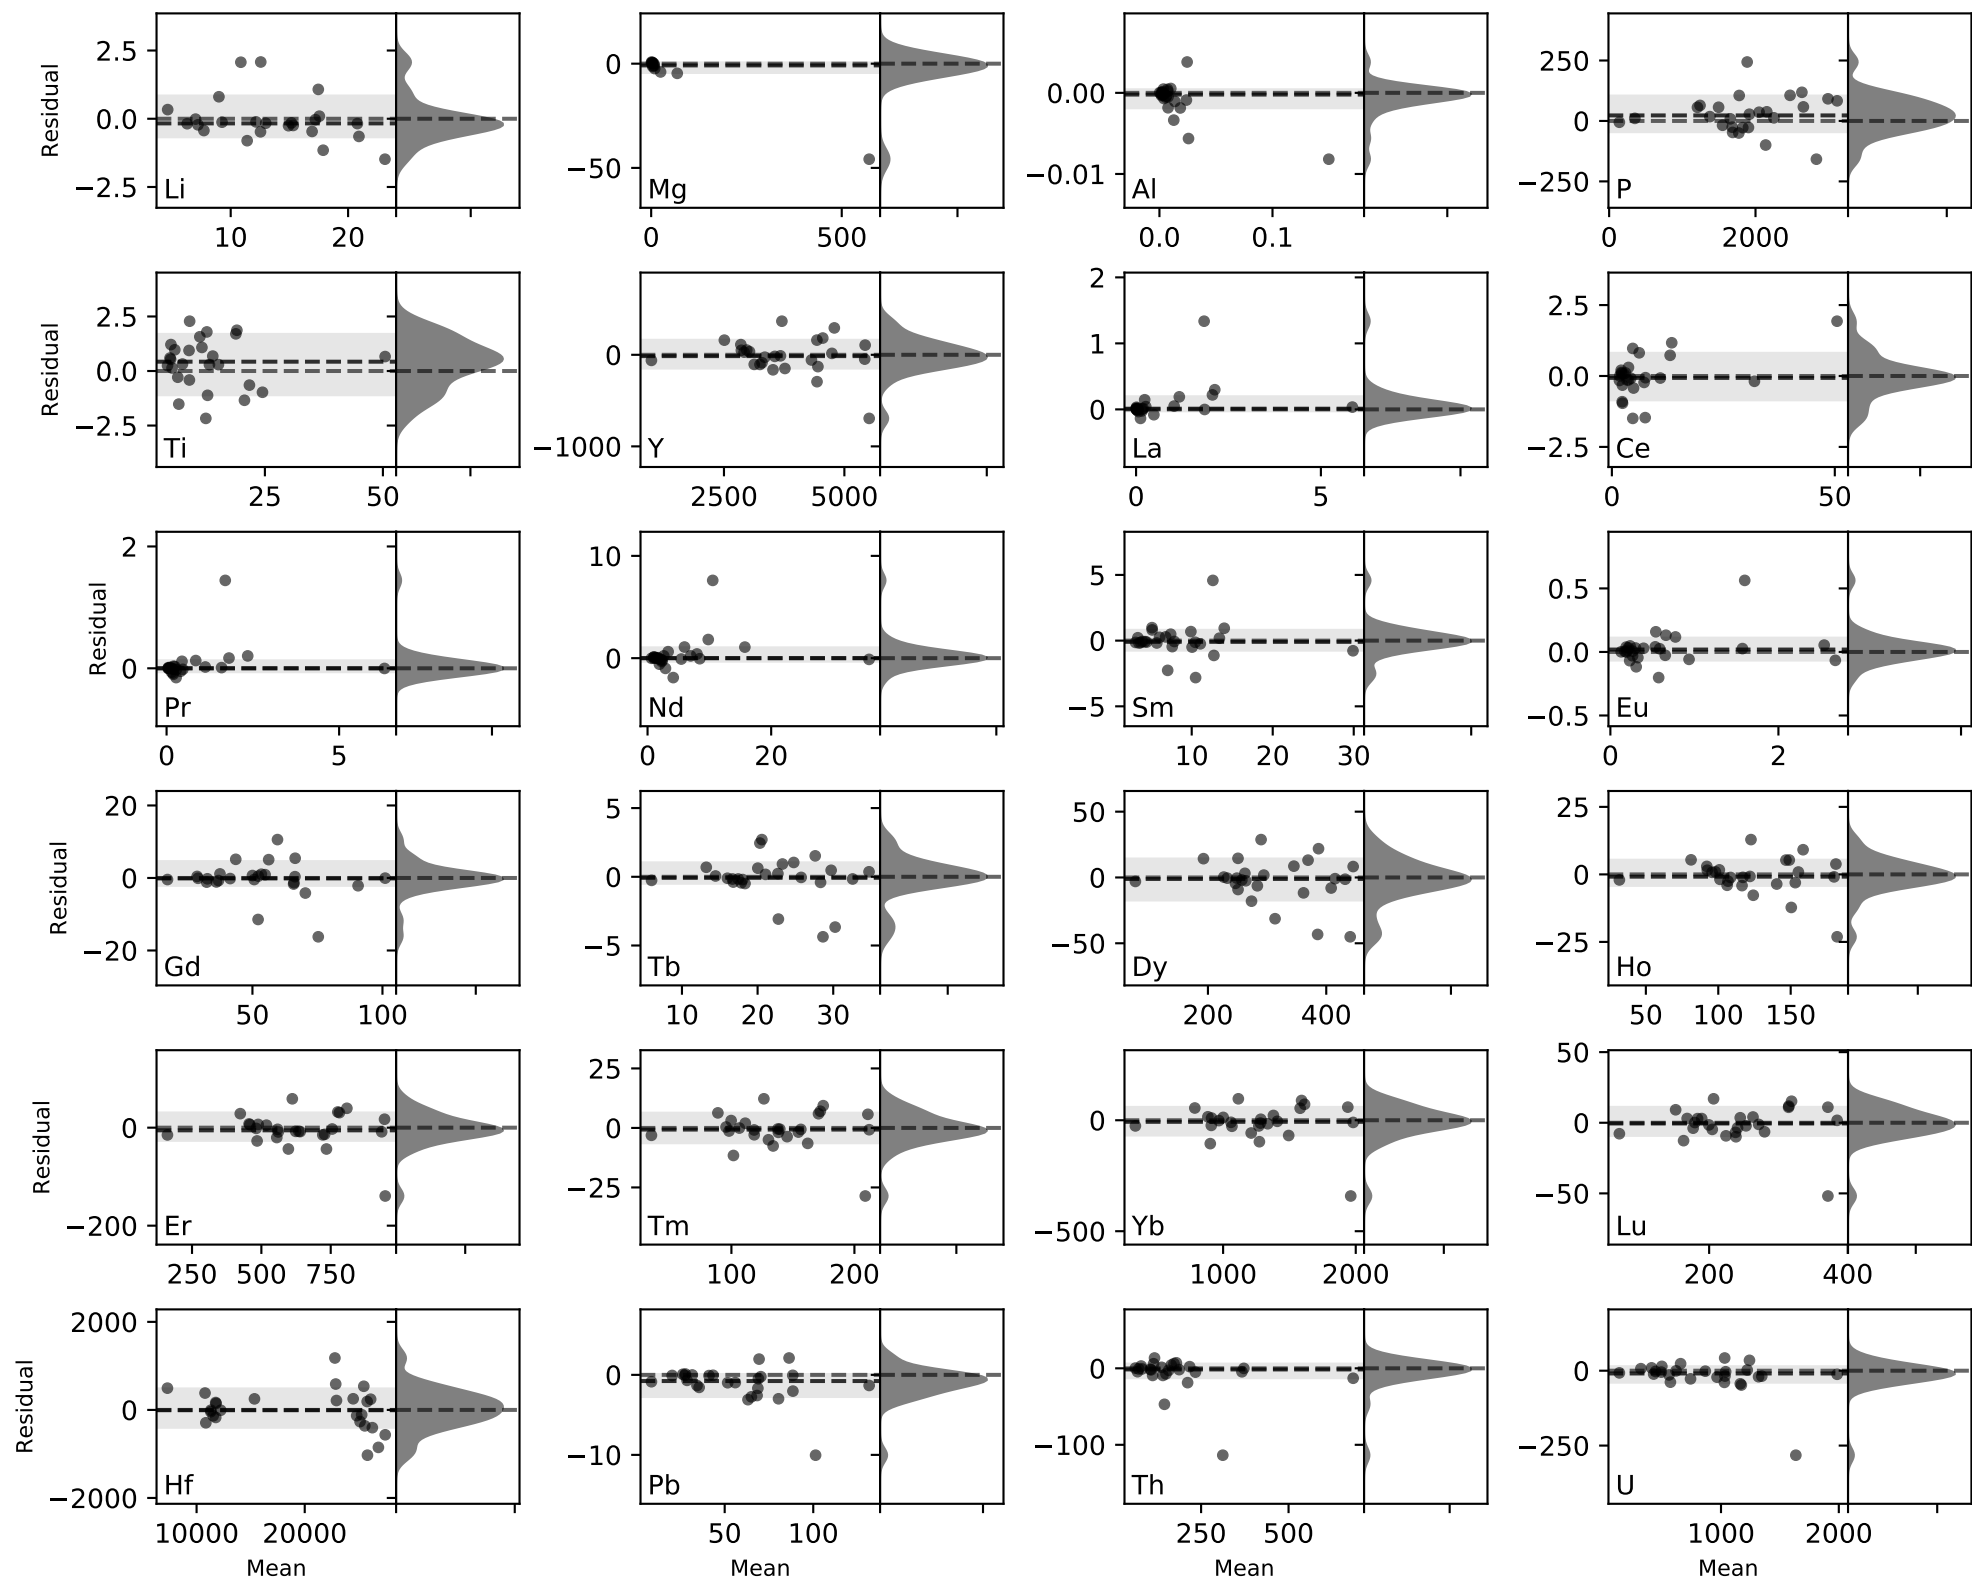 Residual 2.5 0.0 −2.5 Li 10 20
0 −50 Mg 0 500
0.00 −0.01 Al 0.0 0.1
250 0 −250 P 0 2000
Residual 2.5 0.0 −2.5 Ti 25 50
0 −1000 Y 2500 5000
2 1 0 La 0 5
2.5 0.0 −2.5 Ce 0 50
Residual 2 0 Pr 0 5
10 0 Nd 0 20
5 0 −5 Sm 10 20 30
0.5 0.0 −0.5 Eu 0 2
Residual 20 0 −20 Gd 50 100
5 0 −5 Tb 10 20 30
50 0 −50 Dy 200 400
25 0 −25 Ho 50 100 150
Residual 0 −200 Er 250 500 750
25 0 −25 Tm 100 200
0 −500 Yb 1000 2000
50 0 −50 Lu 200 400
Residual 2000 0 −2000 Hf 10000 20000 Mean
0 −10 Pb 50 100 Mean
0 −100 Th 250 500 Mean
0 −250 U 1000 2000 Mean